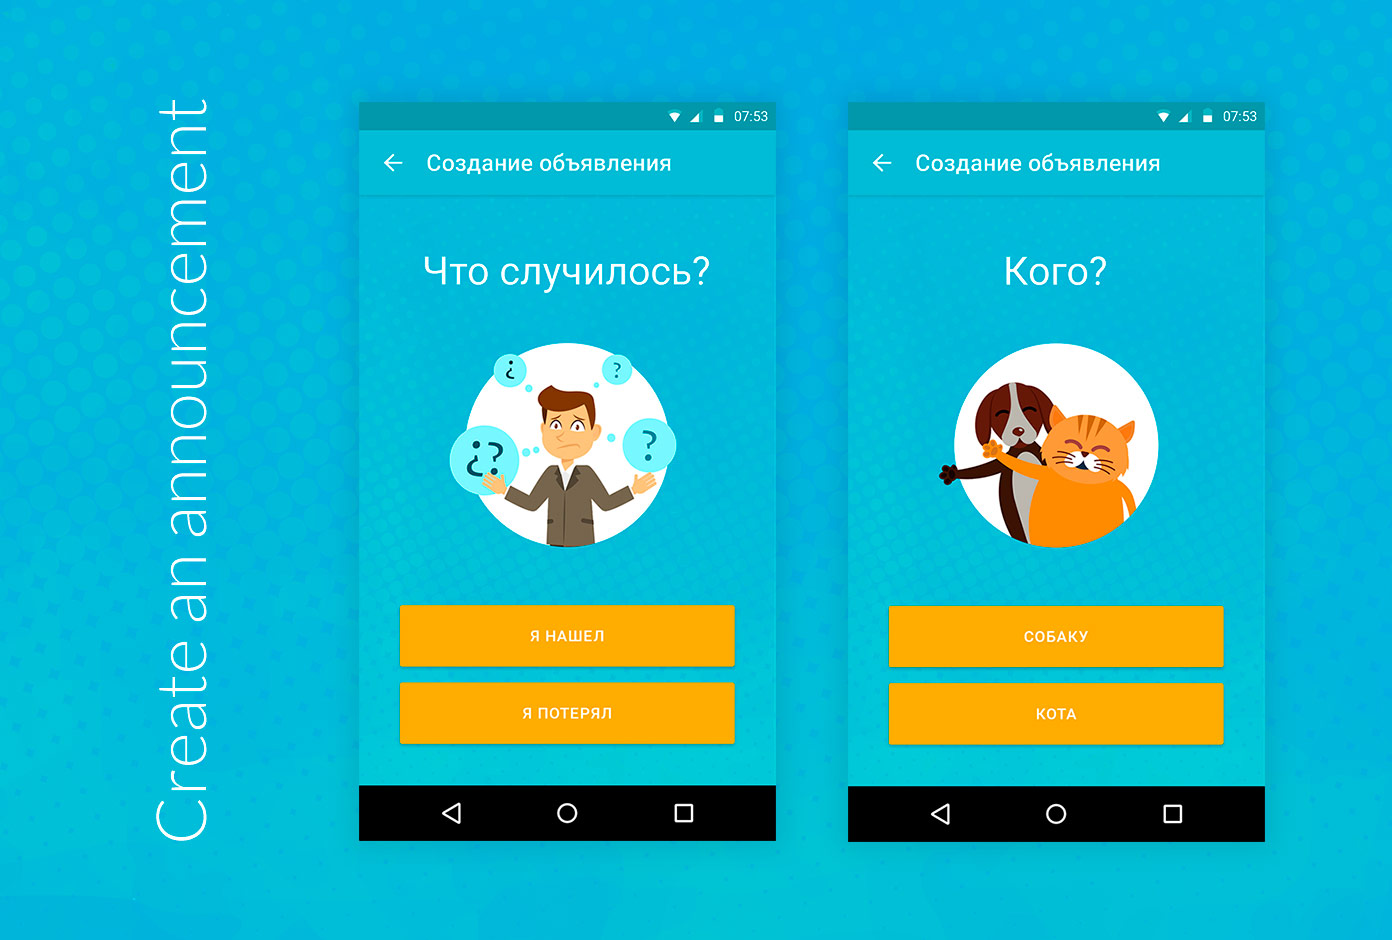 Create an announcement
07:53
Создание объявления
Что случилось?
¿
?
¿?
?
Я НАШЕЛ
Я ПОТЕРЯЛ
07:53
Создание объявления
Кого?
СОБАКУ
КОТА